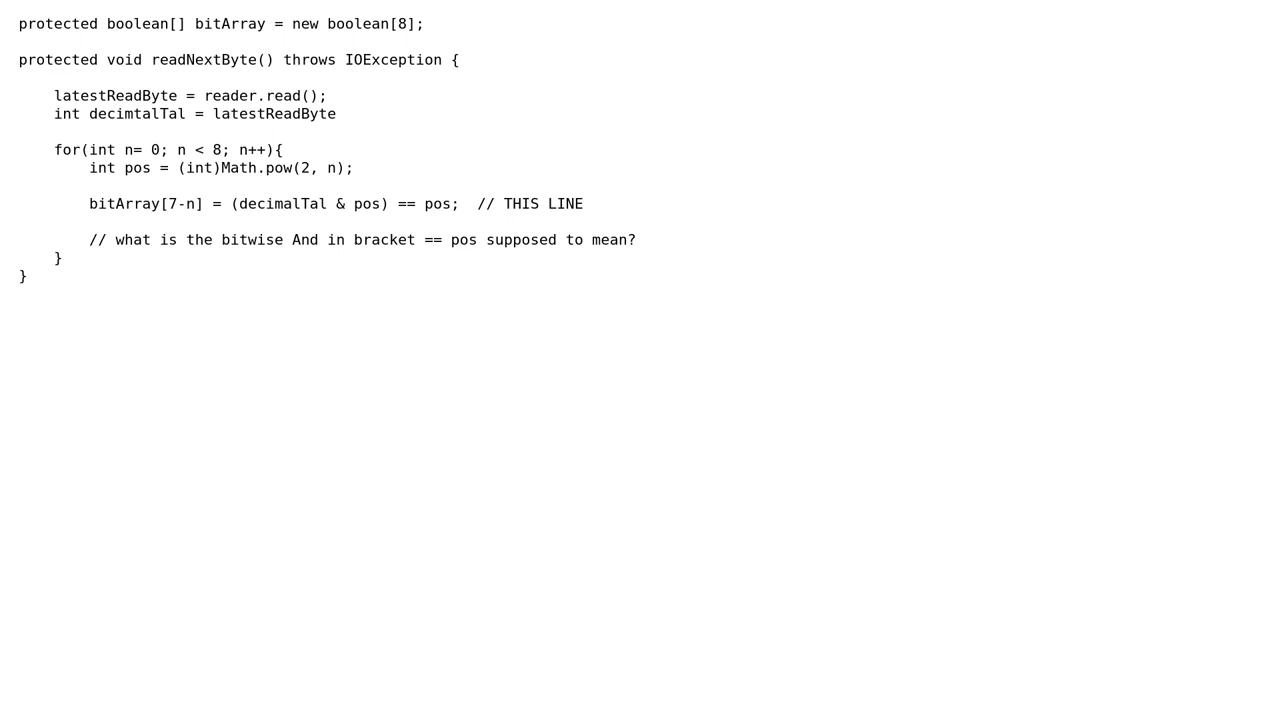 protected boolean[] bitArray = new boolean[8];

protected void readNextByte() throws IOException {

    latestReadByte = reader.read();
    int decimtalTal = latestReadByte

    for(int n= 0; n < 8; n++){
        int pos = (int)Math.pow(2, n);

        bitArray[7-n] = (decimalTal & pos) == pos;  // THIS LINE

        // what is the bitwise And in bracket == pos supposed to mean?
    }
}